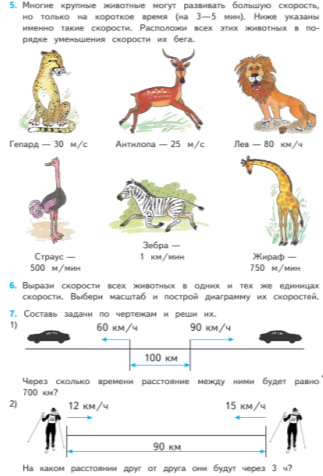 5. Многие крупные животные могут развивать большую скорость,
но только на короткое время (на 3—5 мин). Ниже указаны
именно такие скорости. Расположи всех этих животных в по-
рядке уменьшения скорости их бега.
Гепард — 30 м/с
Антилопа — 25 м/с
Лев — 80 км/ч
Страус —
500 м/мин
Зебра —
1 км/мин
Жираф —
750 м/мин
6. Вырази скорости всех животных в одних и тех же единицах
скорости. Выбери масштаб и построй диаграмму их скоростей.
7. Составь задачи по чертежам и реши их.
1)
60 км/ч
90 км/ч
100 км
Через сколько времени расстояние между ними будет равно
700 км?
2)
12 км/ч
15 км/ч
90 км
На каком расстоянии друг от друга они будут через 3 ч?